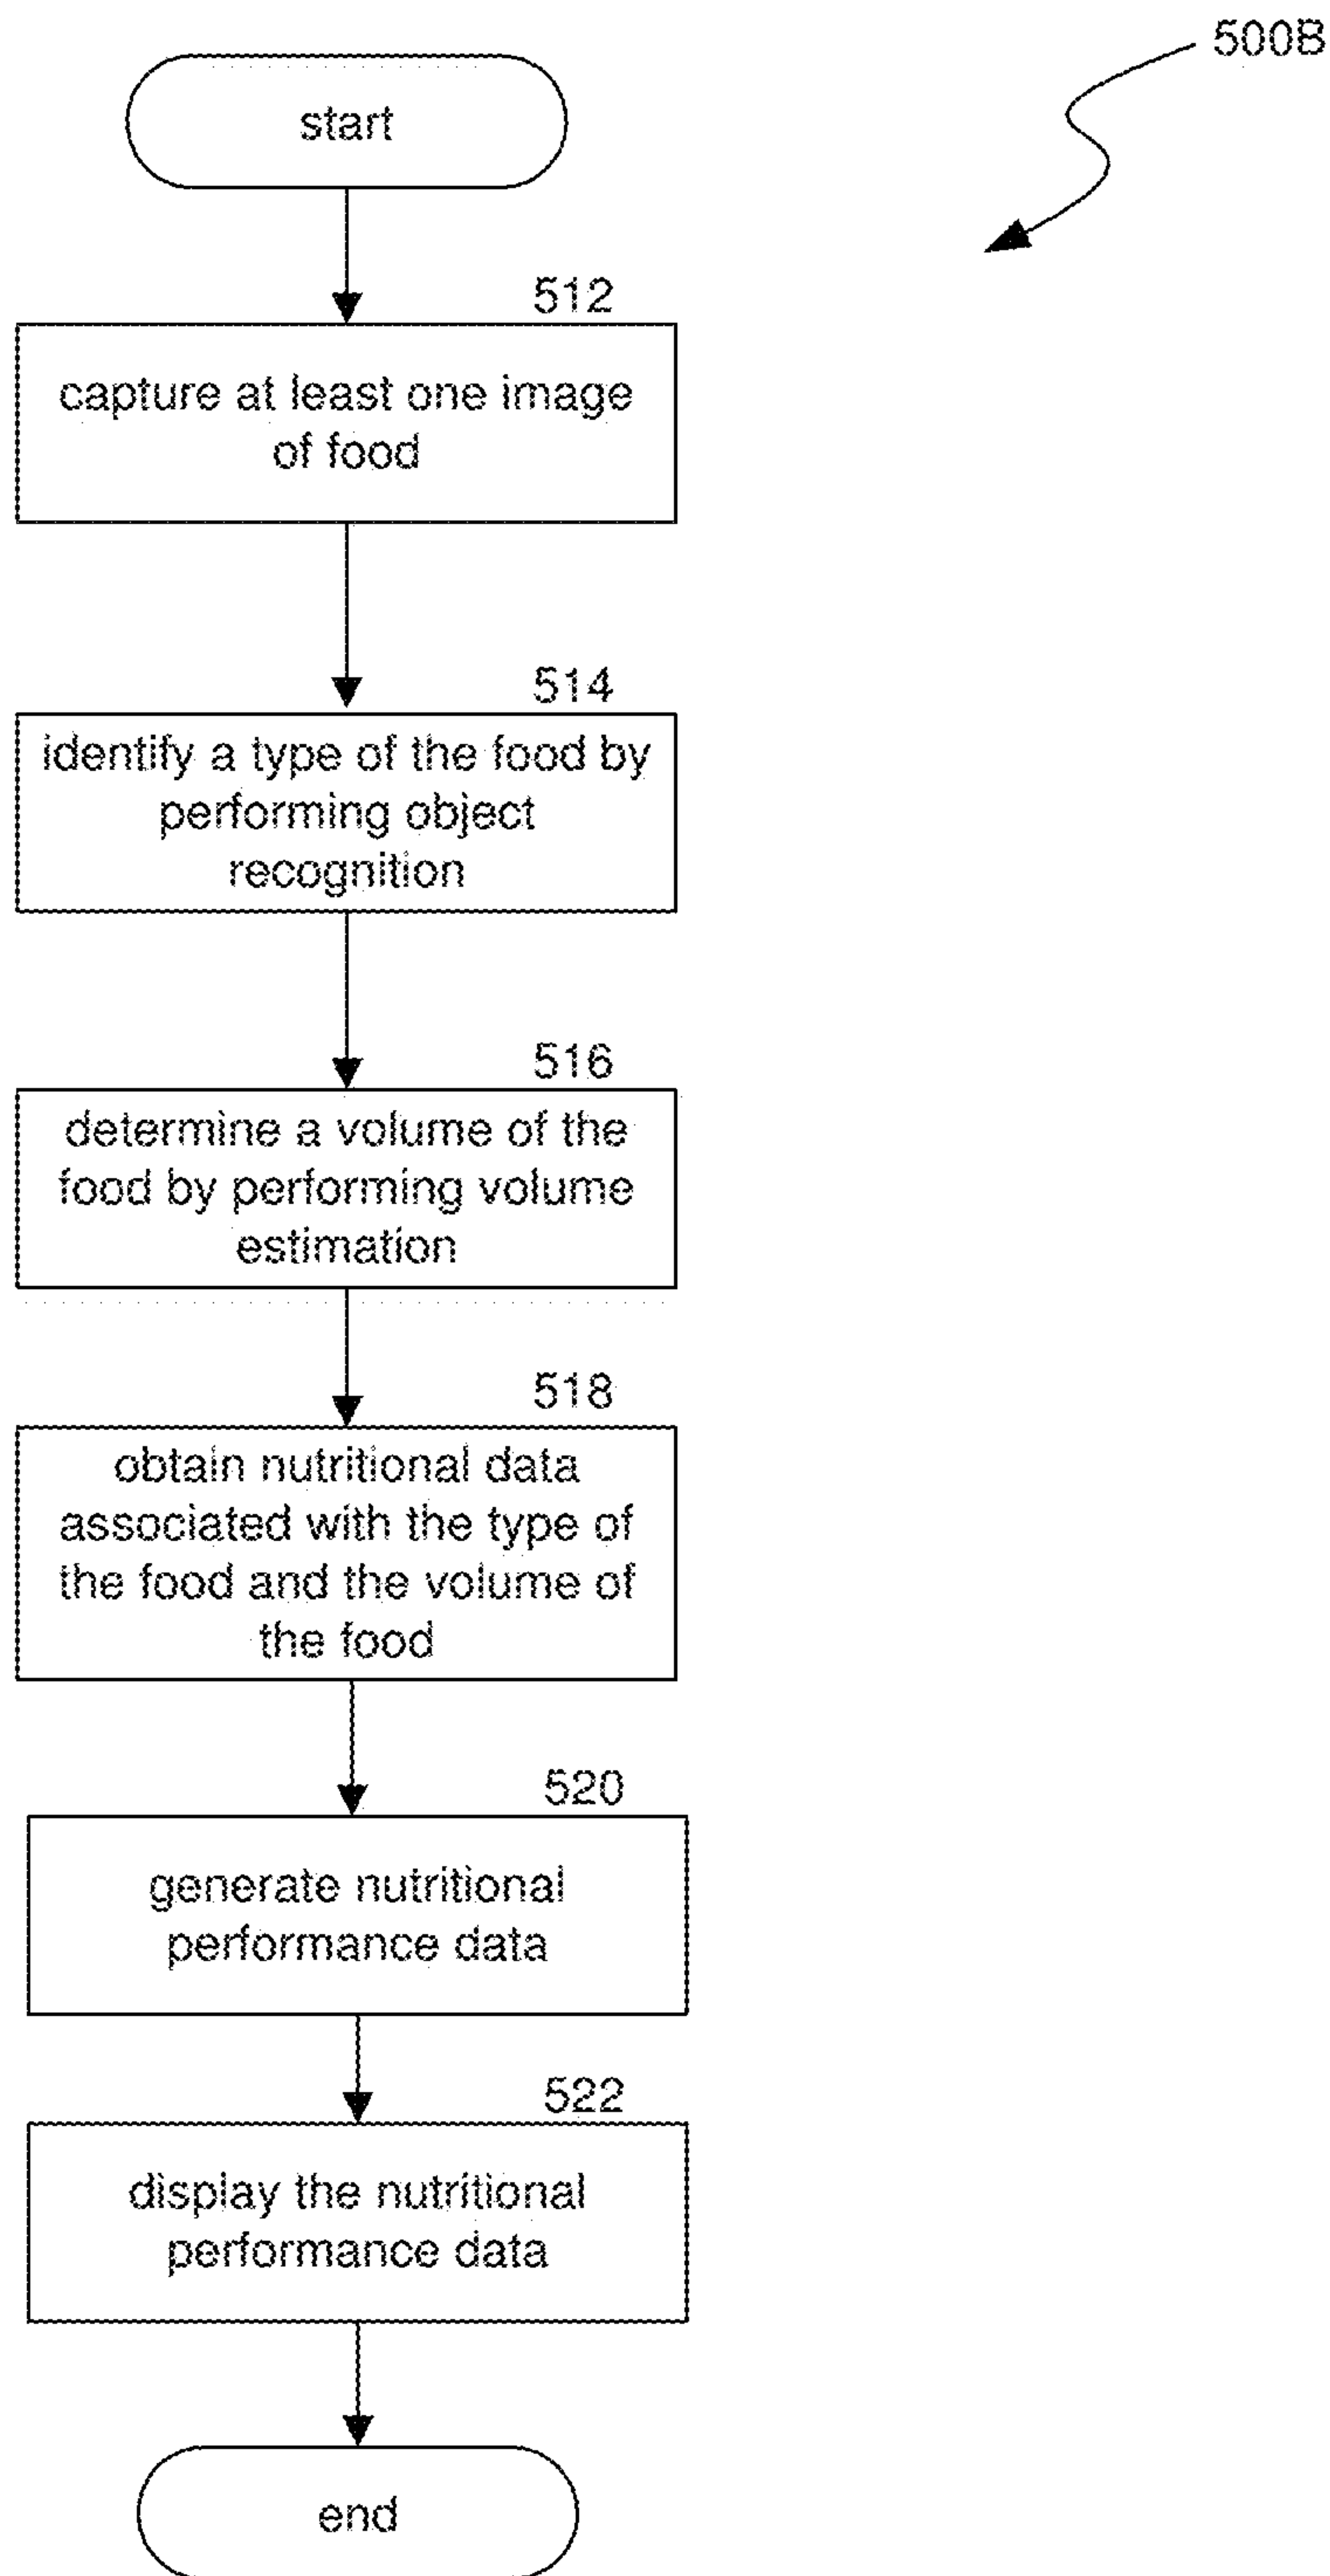 500B
start
512
capture at least one image
of food
514
identify a type of the food by
performing object
recognition
516
determine a volume of the
food by performing volume
estimation
518
obtain nutritional data
associated with the type of
the food and the volume of
the food
520
generate nutritional
performance data
522
display the nutritional
performance data
end